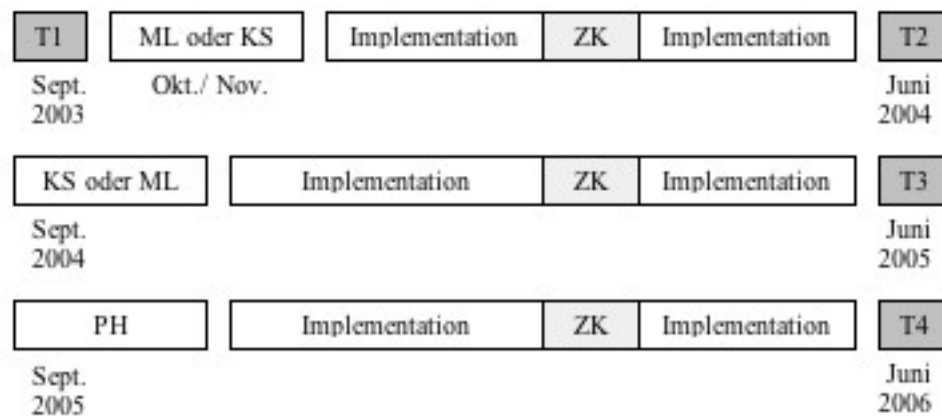 T1 ML oder KS Implementation ZK Implementation T2
Sept. Okt./ Nov. Juni
2003 2004
KS oder ML Implementation ZK Implementation T3
Sept. Juni
2004 2005
PH Implementation ZK Implementation T4
Sept. Juni
2005 2006